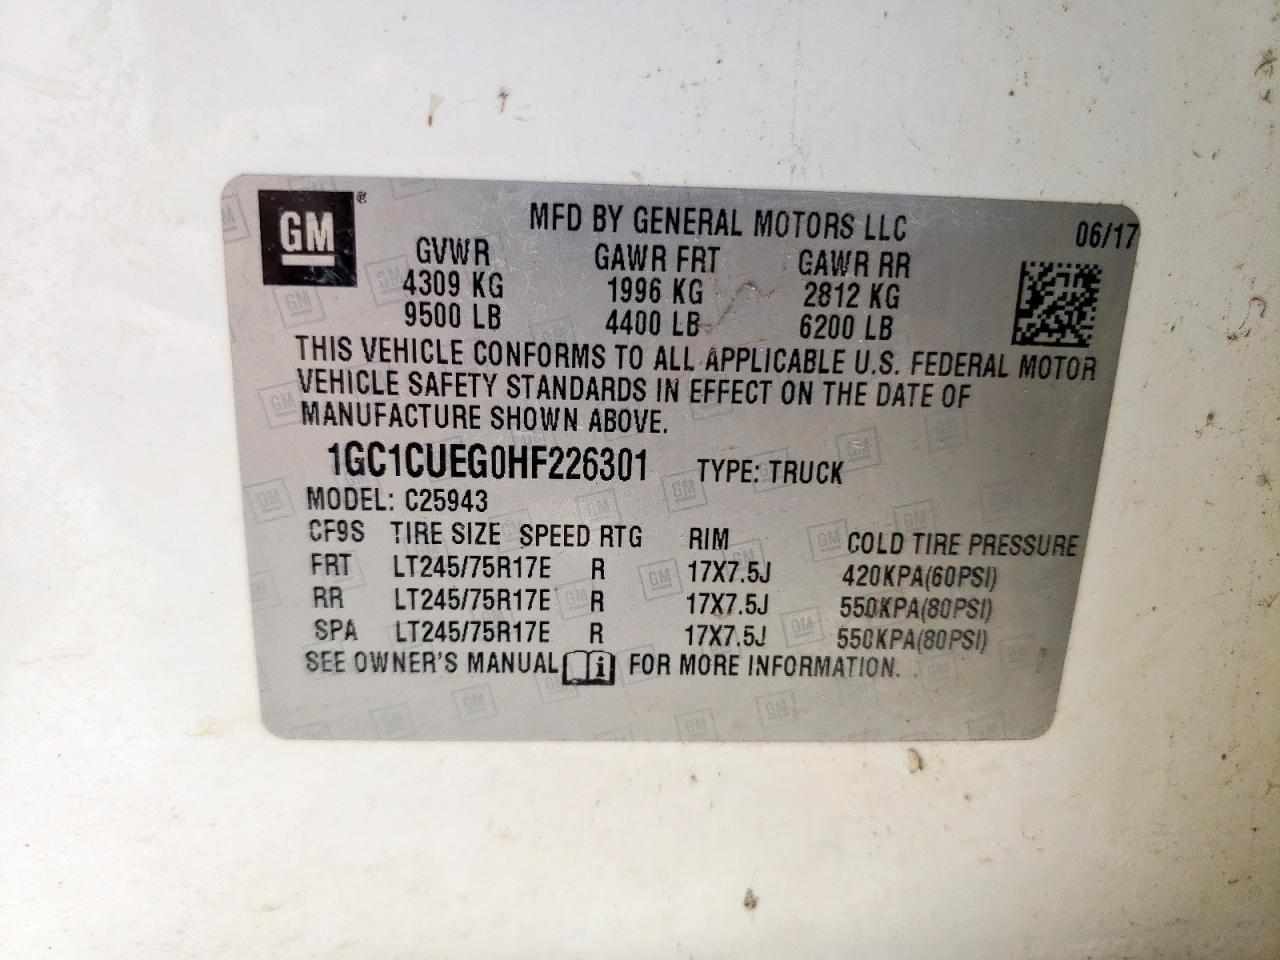 GM ®
MFD BY GENERAL MOTORS LLC 06/17
GVWR GAWR FRT GAWR RR
4309 KG 1996 KG 2812 KG
9500 LB 4400 LB 6200 LB
THIS VEHICLE CONFORMS TO ALL APPLICABLE U.S. FEDERAL MOTOR
VEHICLE SAFETY STANDARDS IN EFFECT ON THE DATE OF
MANUFACTURE SHOWN ABOVE.
1GC1CUEG0HF226301 TYPE: TRUCK
MODEL: C25943
CF9S TIRE SIZE SPEED RTG RIM COLD TIRE PRESSURE
FRT LT245/75R17E R 17X7.5J 420KPA(60PSI)
RR LT245/75R17E R 17X7.5J 550KPA(80PSI)
SPA LT245/75R17E R 17X7.5J 550KPA(80PSI)
SEE OWNER'S MANUAL i FOR MORE INFORMATION.